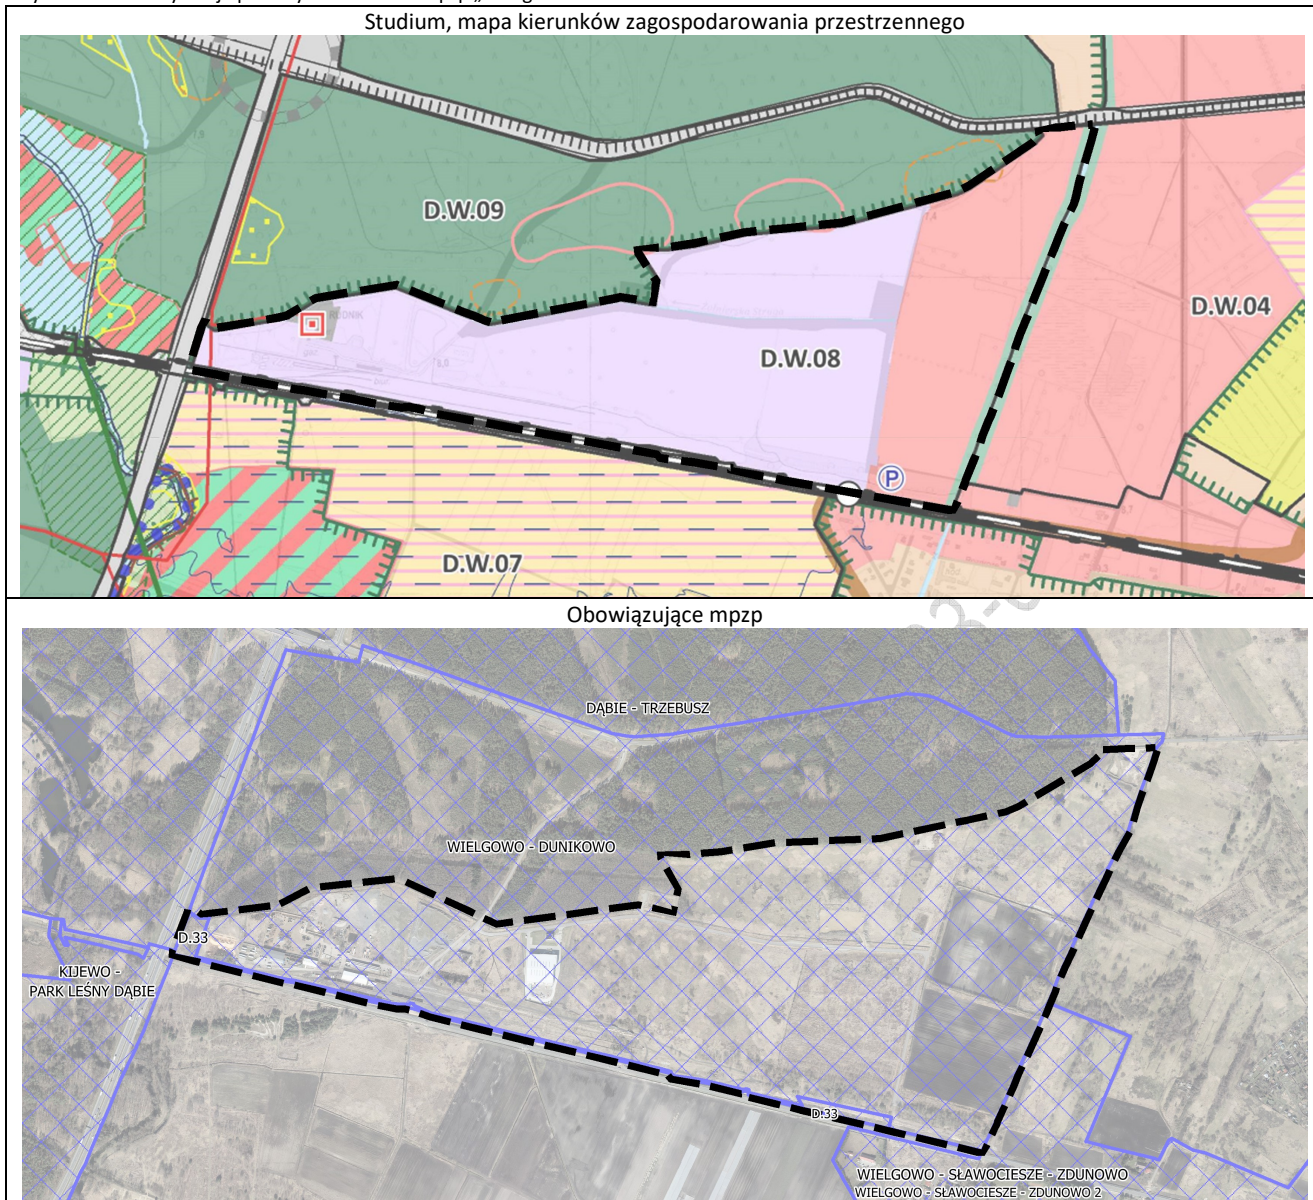 Studium, mapa kierunków zagospodarowania przestrzennego
D.W.09
D.W.04
RUDNIK
D.W.08
P
D.W.07
Obowiązujące mpzp
DĄBIE - TRZEBUSZ
WIELGOWO - DUNIKOWO
D.33
KIJEWO -
PARK LEŚNY DĄBIE
D.33
WIELGOWO - SŁAWOCIESZE - ZDUNOWO
WIELGOWO - SŁAWOCIESZE - ZDUNOWO 2